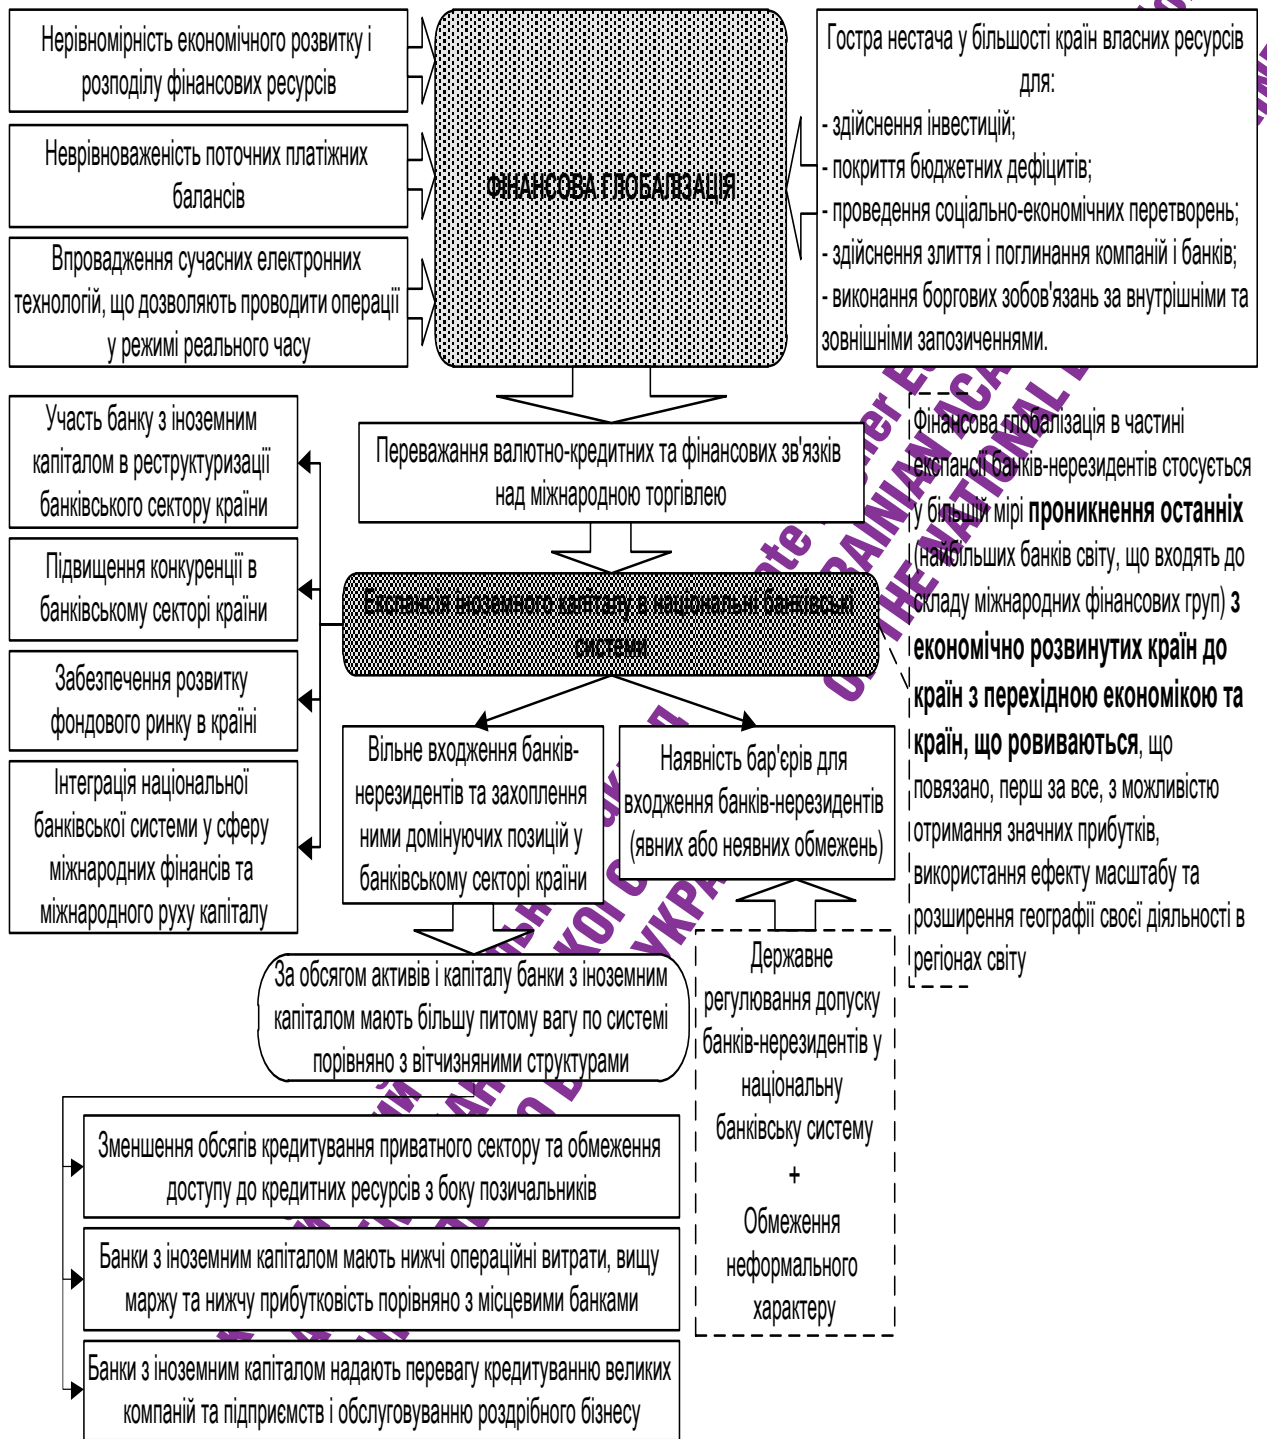 Нерівномірність економічного розвитку і
розподілу фінансових ресурсів
Неврівноваженість поточних платіжних
балансів
Впровадження сучасних електронних
технологій, що дозволяють проводити операції
у режимі реального часу
ФІНАНСОВА ГЛОБАЛІЗАЦІЯ
Гостра нестача у більшості країн власних ресурсів
для:
- здійснення інвестицій;
- покриття бюджетних дефіцитів;
- проведення соціально-економічних перетворень;
- здійснення злиття і поглинання компаній і банків;
- виконання боргових зобов'язань за внутрішніми та
зовнішніми запозиченнями.
Переважання валютно-кредитних та фінансових зв'язків
над міжнародною торгівлею
Участь банку з іноземним
капіталом в реструктуризації
банківського сектору країни
Підвищення конкуренції в
банківському секторі країни
Забезпечення розвитку
фондового ринку в країні
Інтеграція національної
банківської системи у сферу
міжнародних фінансів та
міжнародного руху капіталу
Експансія іноземного капіталу в національні банківські
системи
Фінансова глобалізація в частині
експансії банків-нерезидентів стосується
у більшій мірі проникнення останніх
(найбільших банків світу, що входять до
складу міжнародних фінансових груп) з
економічно розвинутих країн до
країн з перехідною економікою та
країн, що ровиваються, що
повязано, перш за все, з можливістю
отримання значних прибутків,
використання ефекту масштабу та
розширення географії своєї діяльності в
регіонах світу
Вільне входження банків-
нерезидентів та захоплення
ними домінуючих позицій у
банківському секторі країни
Наявність бар'єрів для
входження банків-нерезидентів
(явних або неявних обмежень)
За обсягом активів і капіталу банки з іноземним
капіталом мають більшу питому вагу по системі
порівняно з вітчизняними структурами
Державне
регулювання допуску
банків-нерезидентів у
національну
банківську систему
+
Обмеження
неформального
характеру
Зменшення обсягів кредитування приватного сектору та обмеження
доступу до кредитних ресурсів з боку позичальників
Банки з іноземним капіталом мають нижчі операційні витрати, вищу
маржу та нижчу прибутковість порівняно з місцевими банками
Банки з іноземним капіталом надають перевагу кредитуванню великих
компаній та підприємств і обслуговуванню роздрібного бізнесу